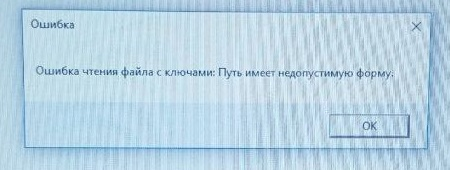 Ошибка
Ошибка чтения файла с ключами: Путь имеет недопустимую форму.
OK